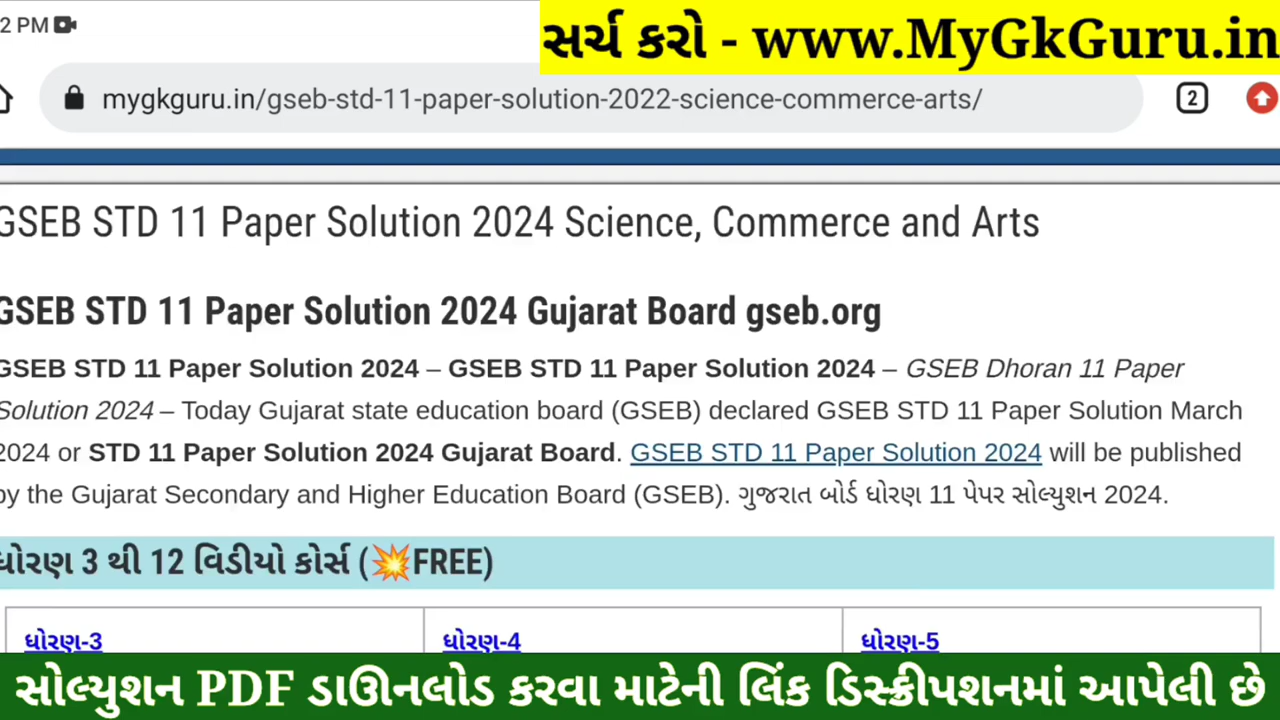 2 PM
સર્ચ કરો - www.MyGkGuru.in
mygkguru.in/gseb-std-11-paper-solution-2022-science-commerce-arts/
2
GSEB STD 11 Paper Solution 2024 Science, Commerce and Arts
GSEB STD 11 Paper Solution 2024 Gujarat Board gseb.org
GSEB STD 11 Paper Solution 2024 – GSEB STD 11 Paper Solution 2024 – GSEB Dhoran 11 Paper
Solution 2024 – Today Gujarat state education board (GSEB) declared GSEB STD 11 Paper Solution March
2024 or STD 11 Paper Solution 2024 Gujarat Board. GSEB STD 11 Paper Solution 2024 will be published
by the Gujarat Secondary and Higher Education Board (GSEB). ગુજરાત બોર્ડ ધોરણ 11 પેપર સોલ્યુશન 2024.
ધોરણ 3 થી 12 વિડીયો કોર્સ (💥FREE)
ધોરણ-3 ધોરણ-4 ધોરણ-5
સોલ્યુશન PDF ડાઊનલોડ કરવા માટેની લિંક ડિસ્ક્રીપશનમાં આપેલી છે